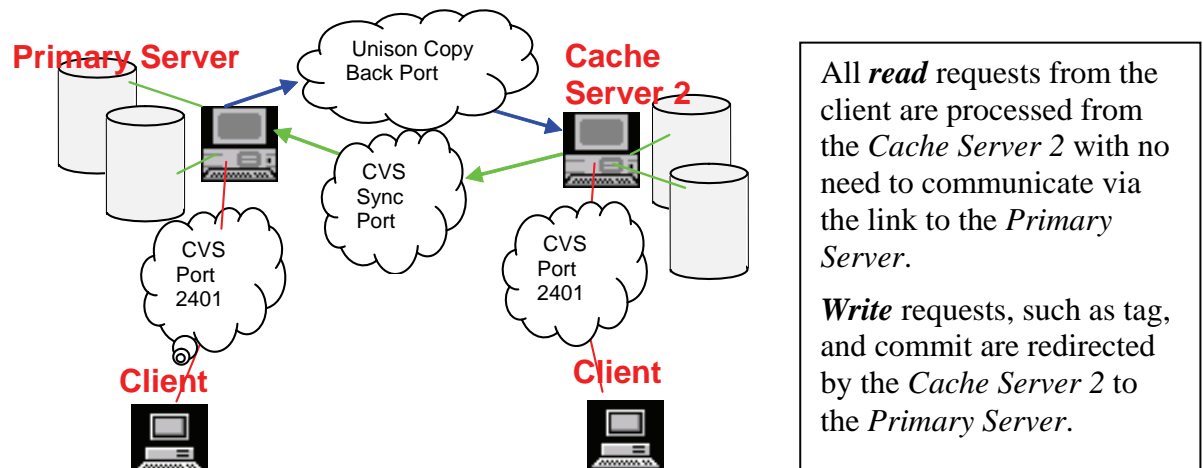 Primary Server
Unison Copy
Back Port
Cache
Server 2
CVS
Sync
Port
CVS
Port
2401
CVS
Port
2401
Client
Client
All read requests from the
client are processed from
the Cache Server 2 with no
need to communicate via
the link to the Primary
Server.
Write requests, such as tag,
and commit are redirected
by the Cache Server 2 to
the Primary Server.